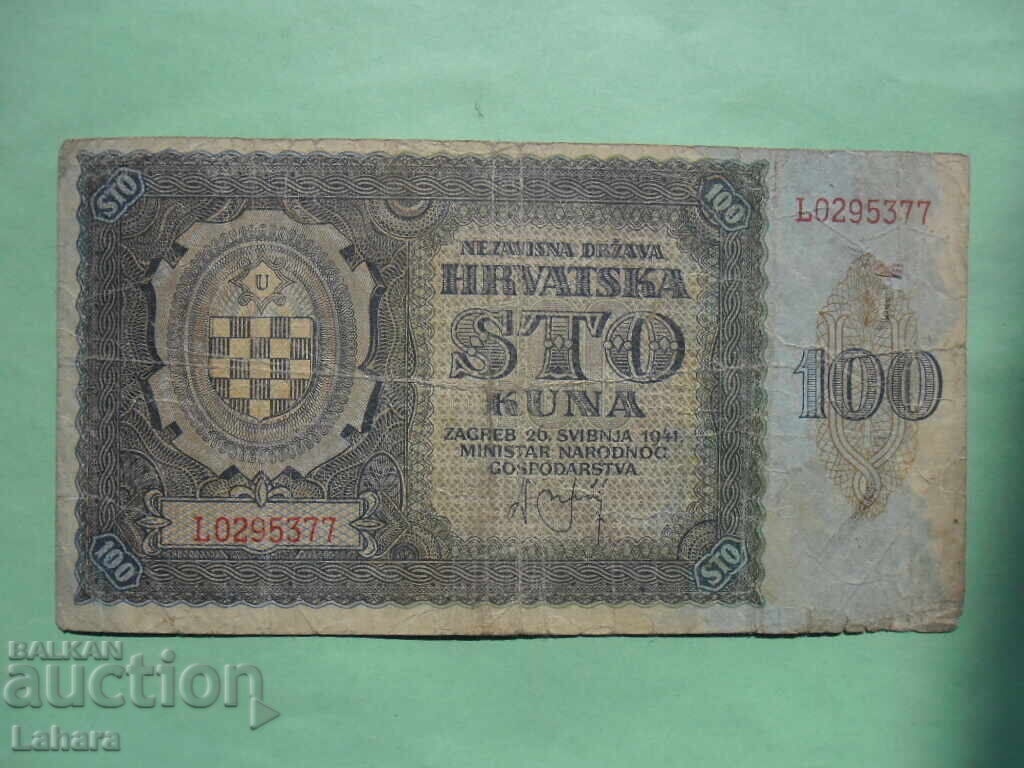 STO
100
L0295377
U
NEZAVISNA DRŽAVA
HRVATSKA
STO
KUNA
ZAGREB 26. SVIBNJA 1941.
MINISTAR NARODNOG
GOSPODARSTVA
100
L0295377
100
STO
BALKAN
auction
Lahara